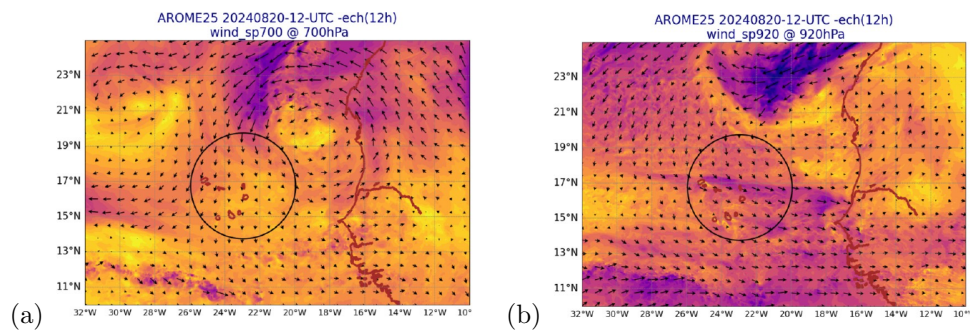 AROME25 20240820-12-UTC -ech(12h)
wind_sp700 @ 700hPa
23°N
21°N
19°N
17°N
15°N
13°N
11°N
32°W 30°W 28°W 26°W 24°W 22°W 20°W 18°W 16°W 14°W 12°W 10°
(a)
AROME25 20240820-12-UTC -ech(12h)
wind_sp920 @ 920hPa
23°N
21°N
19°N
17°N
15°N
13°N
11°N
32°W 30°W 28°W 26°W 24°W 22°W 20°W 18°W 16°W 14°W 12°W 10°
(b)